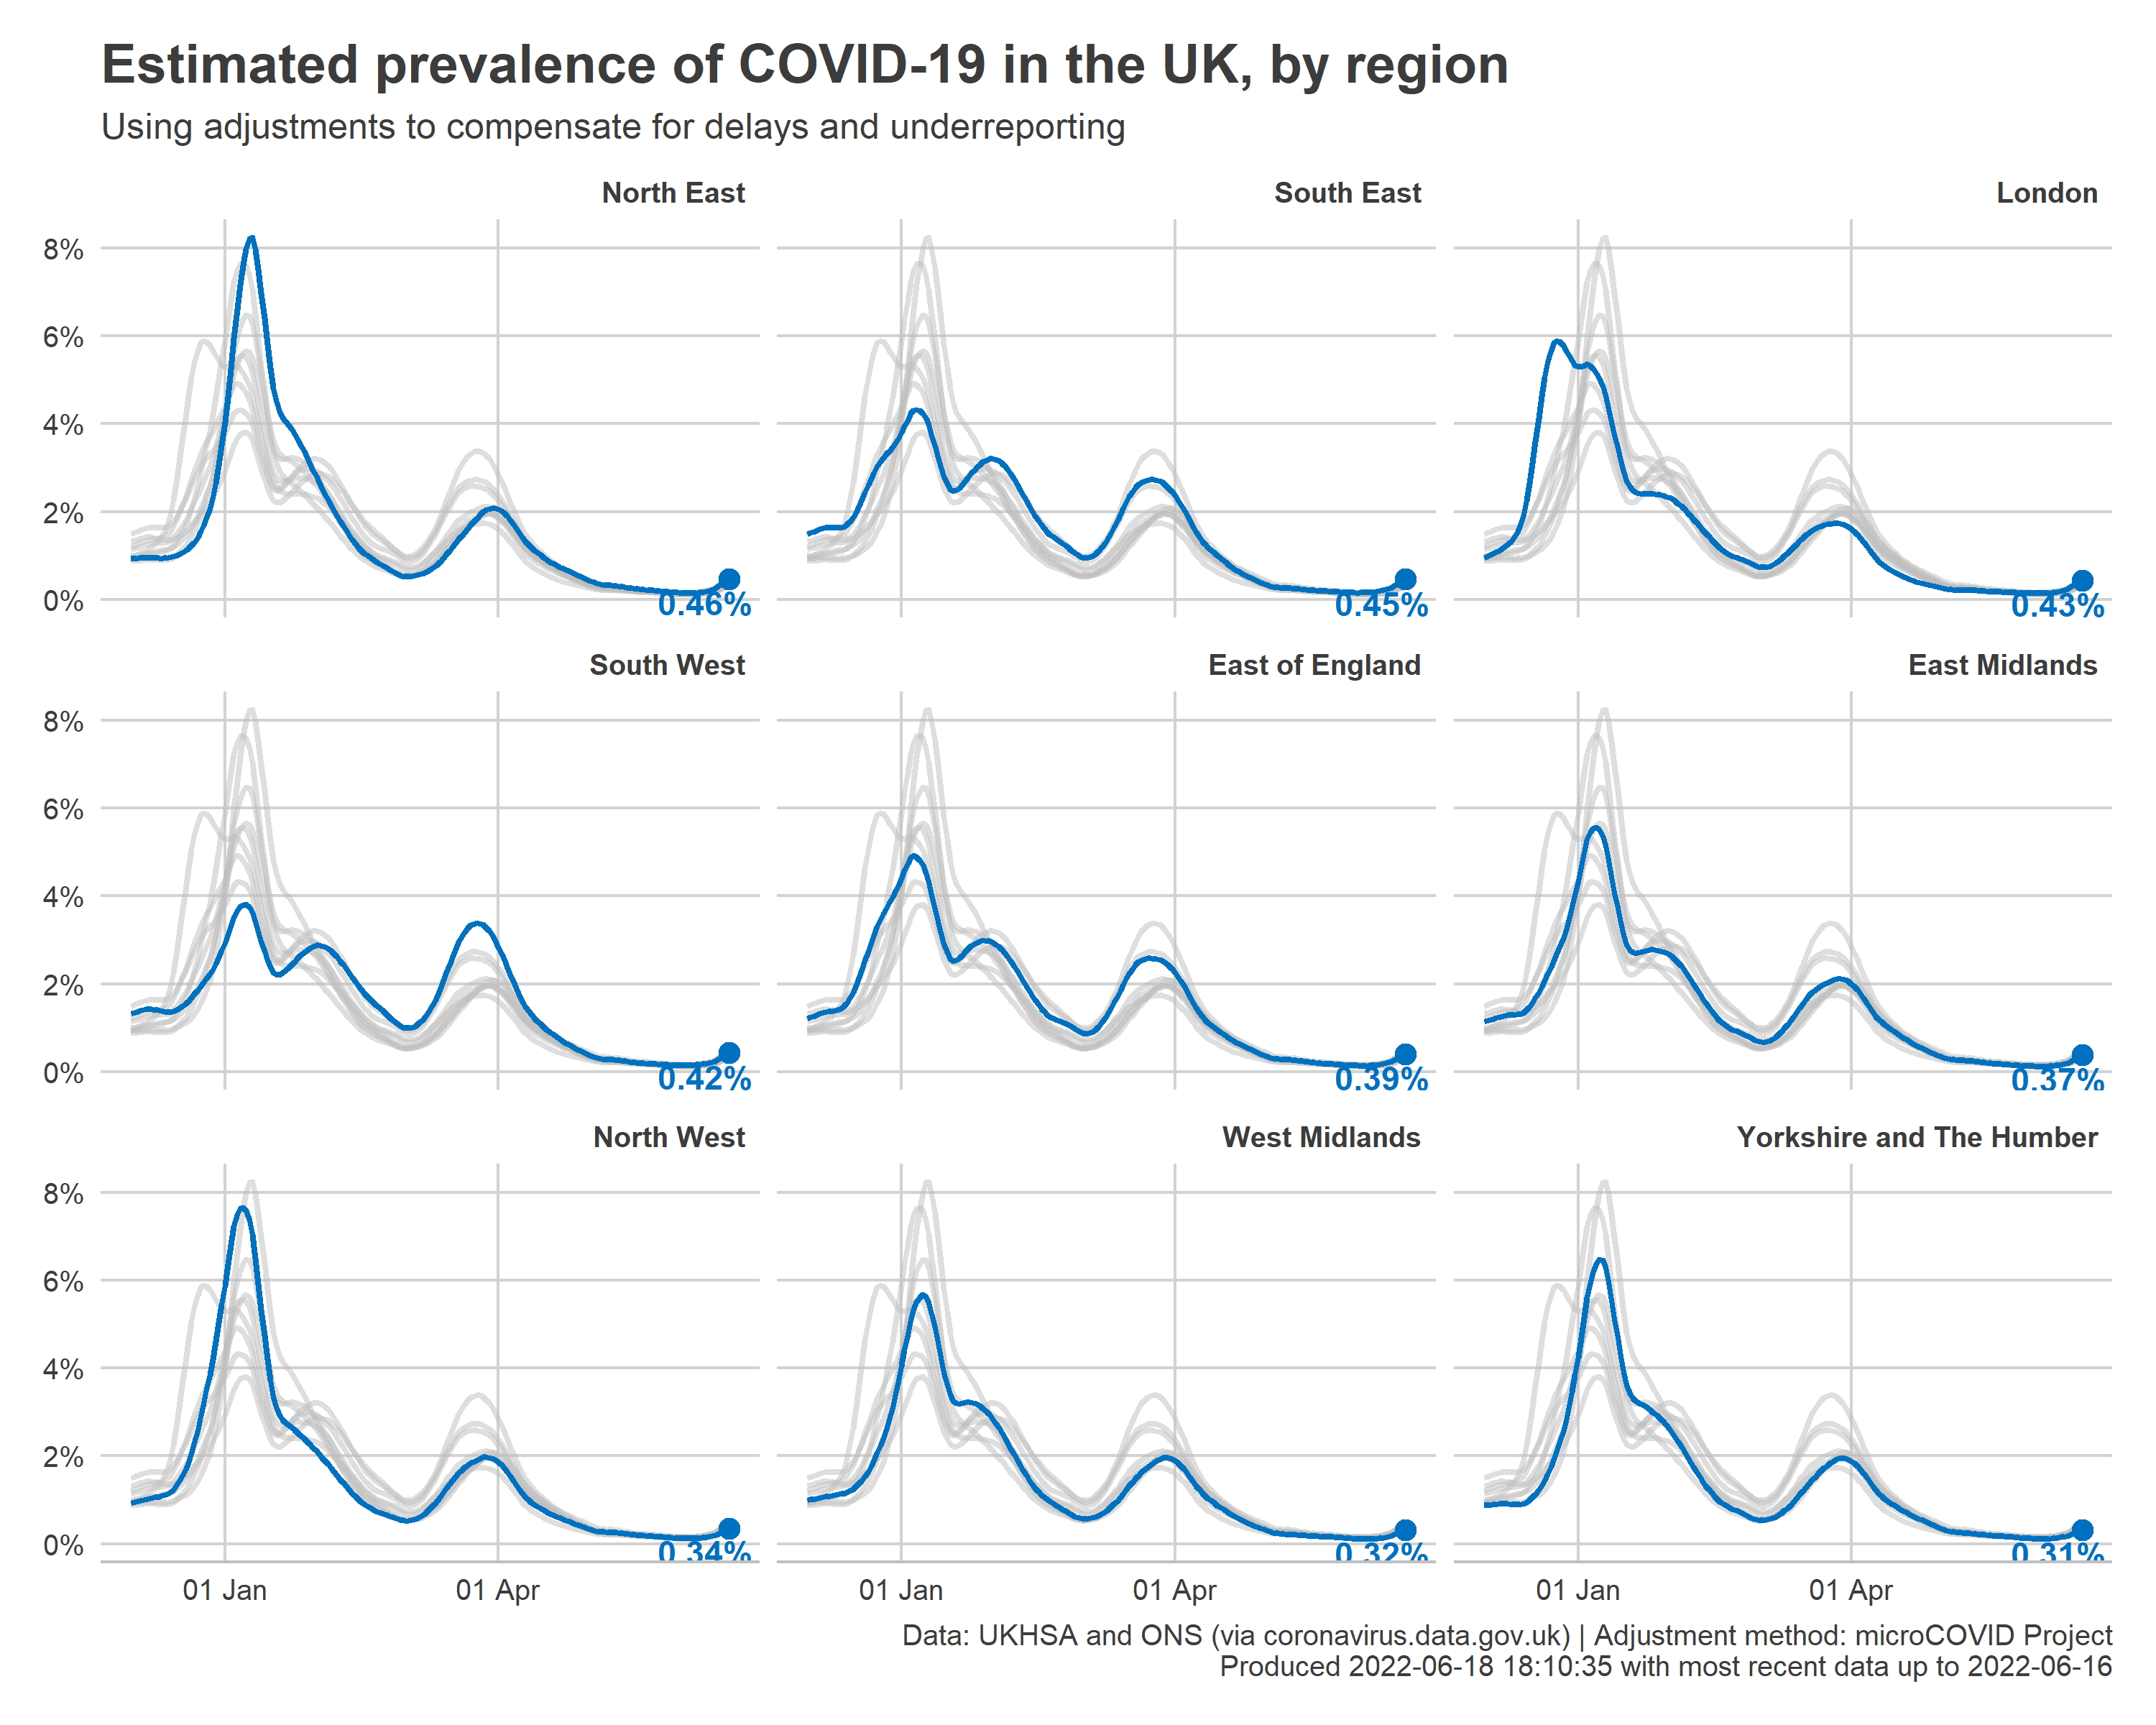 Estimated prevalence of COVID-19 in the UK, by region
Using adjustments to compensate for delays and underreporting
North East
South East
London
8%
6%
4%
2%
0%
0.46%
0.45%
0.43%
South West
East of England
East Midlands
8%
6%
4%
2%
0%
0.42%
0.39%
0.37%
North West
West Midlands
Yorkshire and The Humber
8%
6%
4%
2%
0%
0.34%
0.32%
0.31%
01 Jan
01 Apr
01 Jan
01 Apr
01 Jan
01 Apr
Data: UKHSA and ONS (via coronavirus.data.gov.uk) | Adjustment method: microCOVID Project
Produced 2022-06-18 18:10:35 with most recent data up to 2022-06-16